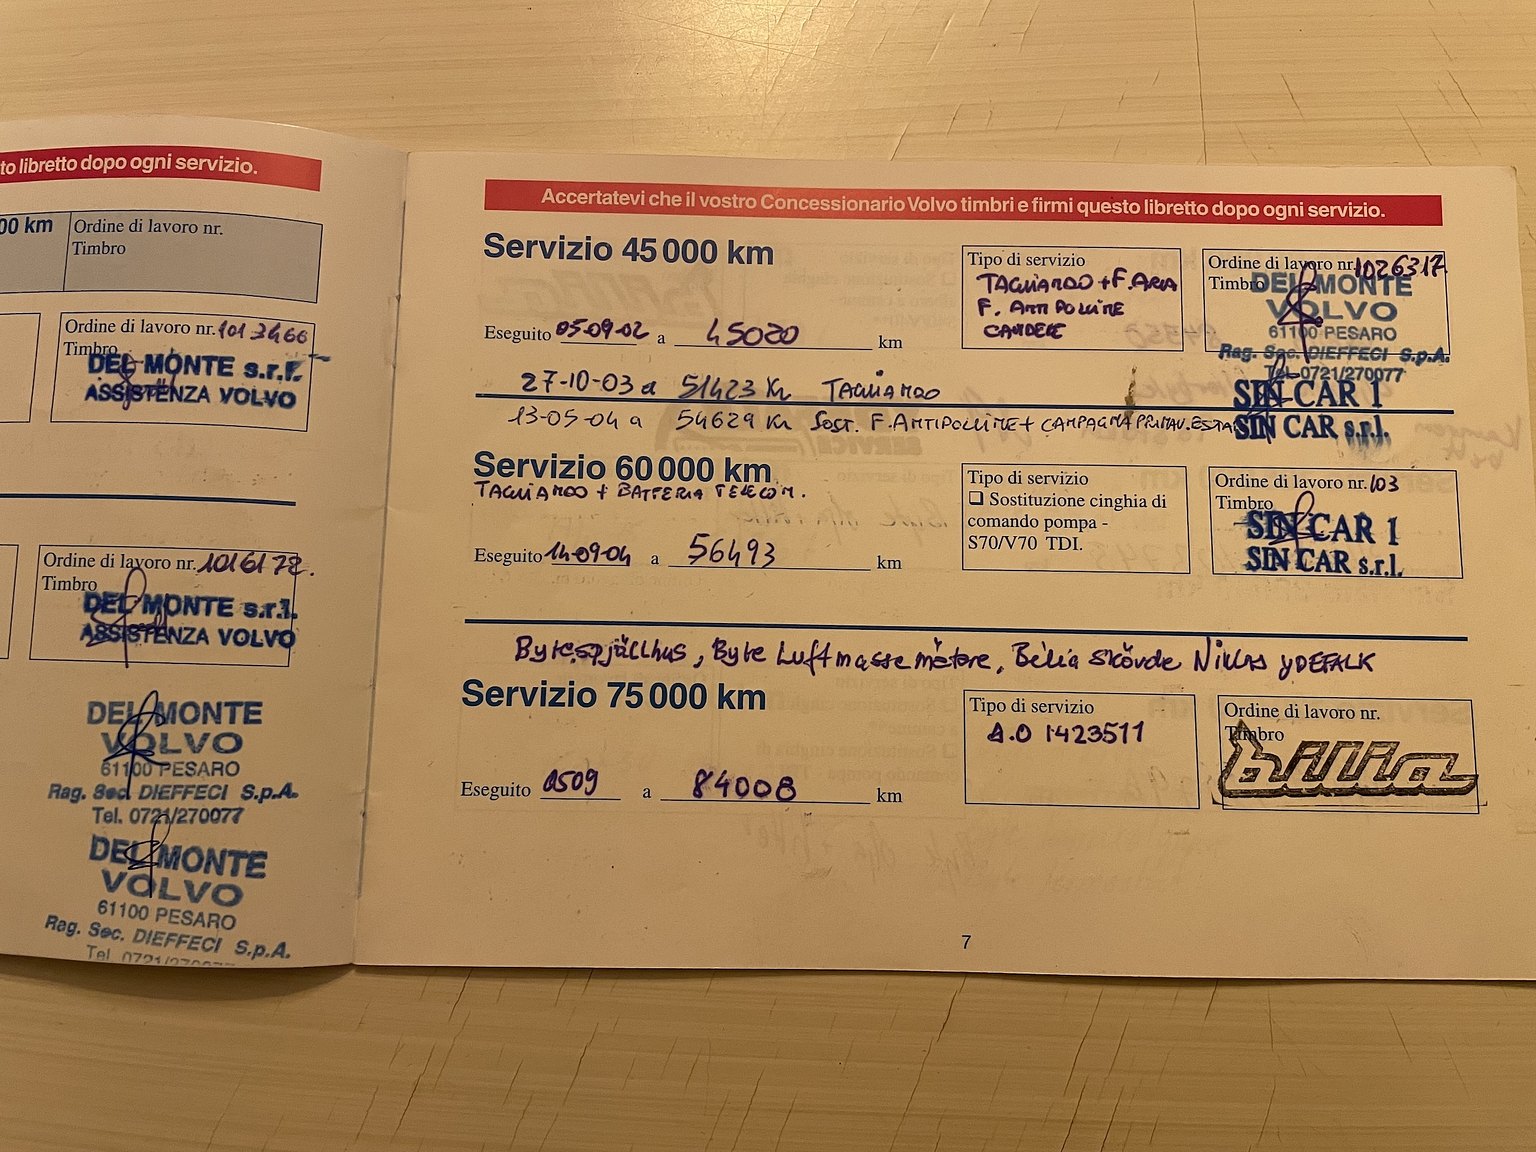 to libretto dopo ogni servizio.
00 km
Ordine di lavoro nr.
Timbro
Ordine di lavoro nr. 1013466
Timbro
DEL MONTE s.r.l.
ASSISTENZA VOLVO
Ordine di lavoro nr. 1016172.
Timbro
DEL MONTE s.r.l.
ASSISTENZA VOLVO
DEL MONTE
VOLVO
61100 PESARO
Rag. Soc. DIEFFECI S.p.A.
Tel. 0721/270077
DEL MONTE
VOLVO
61100 PESARO
Rag. Soc. DIEFFECI S.p.A.
Tel. 0721/270077
Accertatevi che il vostro Concessionario Volvo timbri e firmi questo libretto dopo ogni servizio.
Servizio 45 000 km
Tipo di servizio
TAGLIANDO + F. ARIA
F. ANTIPOLLINE
CANDELE
Ordine di lavoro nr. 1026317
Timbro
DEL MONTE
VOLVO
61100 PESARO
Rag. Soc. DIEFFECI S.p.A.
Tel. 0721/270077
Eseguito 05-09-02 a 45020 km
27-10-03 a 51423 Km TAGLIANDO
SIN CAR 1
13-05-04 a 54629 Km Sost. F. ANTIPOLLINE + CAMPAGNA PRIMAV. ESTA
SIN CAR s.r.l.
Servizio 60 000 km
TAGLIANDO + BATTERIA TELECOM.
Tipo di servizio
❏ Sostituzione cinghia di
comando pompa -
S70/V70 TDI.
Ordine di lavoro nr. 103
Timbro
SIN CAR 1
SIN CAR s.r.l.
Eseguito 14-09-04 a 56493 km
Byte spjällhus, Byte Luftmassemätare, Bilia Skövde Niklas YDEFALK
Servizio 75 000 km
Tipo di servizio
A.O 1423511
Ordine di lavoro nr.
Timbro
bilia
Eseguito 0509 a 84008 km
7